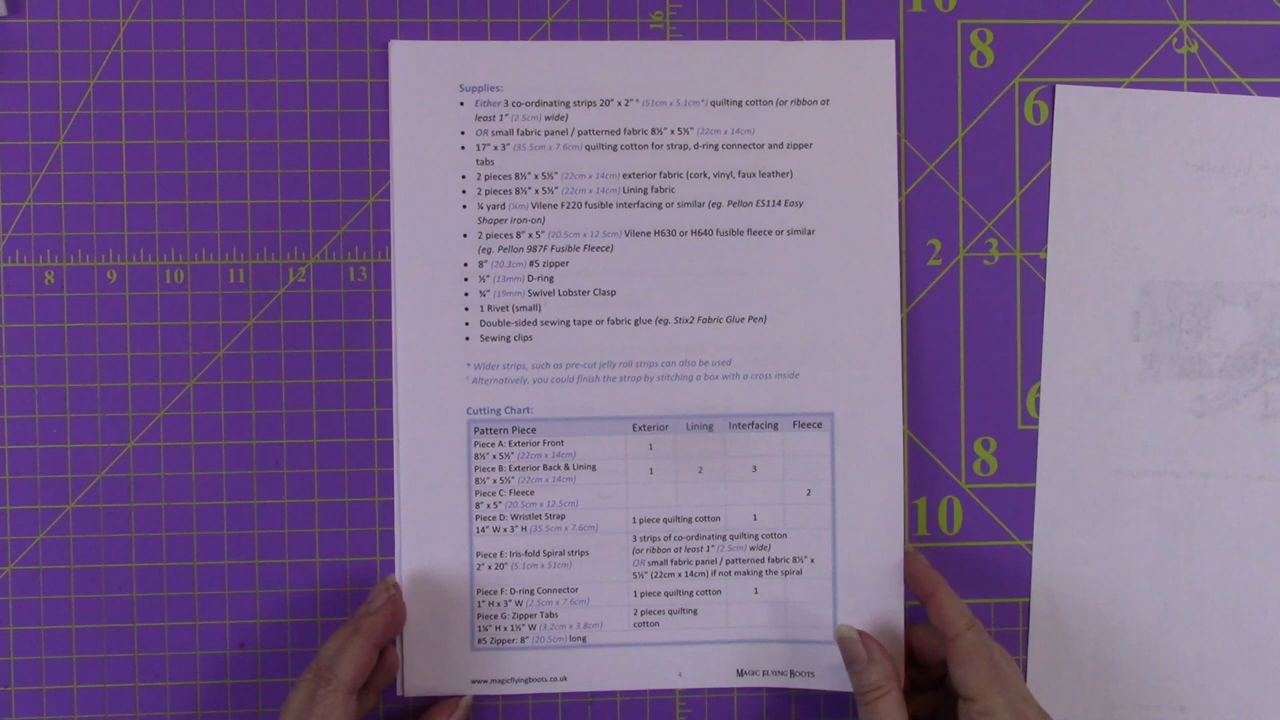 Supplies:
• Either 3 co-ordinating strips 20" x 2" * (51cm x 5.1cm*) quilting cotton (or ribbon at
least 1" (2.5cm) wide)
• OR small fabric panel / patterned fabric 8½" x 5½" (22cm x 14cm)
• 17" x 3" (35.5cm x 7.6cm) quilting cotton for strap, d-ring connector and zipper
tabs
• 2 pieces 8½" x 5½" (22cm x 14cm) exterior fabric (cork, vinyl, faux leather)
• 2 pieces 8½" x 5½" (22cm x 14cm) Lining fabric
• ¼ yard (¼m) Vilene F220 fusible interfacing or similar (eg. Pellon ES114 Easy
Shaper iron-on)
• 2 pieces 8" x 5" (20.5cm x 12.5cm) Vilene H630 or H640 fusible fleece or similar
(eg. Pellon 987F Fusible Fleece)
• 8" (20.3cm) #5 zipper
• ½" (13mm) D-ring
• ¾" (19mm) Swivel Lobster Clasp
• 1 Rivet (small)
• Double-sided sewing tape or fabric glue (eg. Stix2 Fabric Glue Pen)
• Sewing clips
* Wider strips, such as pre-cut jelly roll strips can also be used
Alternatively, you could finish the strap by stitching a box with a cross inside
Cutting Chart:
Pattern Piece Exterior Lining Interfacing Fleece
Piece A: Exterior Front
8½" x 5½" (22cm x 14cm) 1
Piece B: Exterior Back & Lining
8½" x 5½" (22cm x 14cm) 1 2 3
Piece C: Fleece
8" x 5" (20.5cm x 12.5cm) 2
Piece D: Wristlet Strap
14" W x 3" H (35.5cm x 7.6cm) 1 piece quilting cotton 1
Piece E: Iris-fold Spiral strips
2" x 20" (5.1cm x 51cm)
3 strips of co-ordinating quilting cotton
(or ribbon at least 1" (2.5cm) wide)
OR small fabric panel / patterned fabric 8½" x
5½" (22cm x 14cm) if not making the spiral
Piece F: D-ring Connector
1" H x 3" W (2.5cm x 7.6cm) 1 piece quilting cotton 1
Piece G: Zipper Tabs
1¼" H x 1½" W (3.2cm x 3.8cm)
2 pieces quilting
cotton
#5 Zipper: 8" (20.5cm) long
www.magicflyingboots.co.uk 4 Magic Flying Boots
8 9 10 11 12 13
16
10
8
3
6
2 3
6
8
10